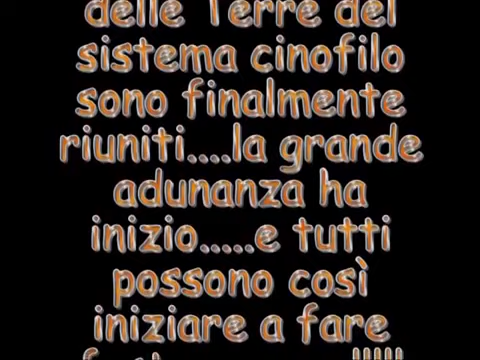 delle Terre del
sistema cinofilo
sono finalmente
riuniti....la grande
adunanza ha
inizio.....e tutti
possono così
iniziare a fare
!!!!!